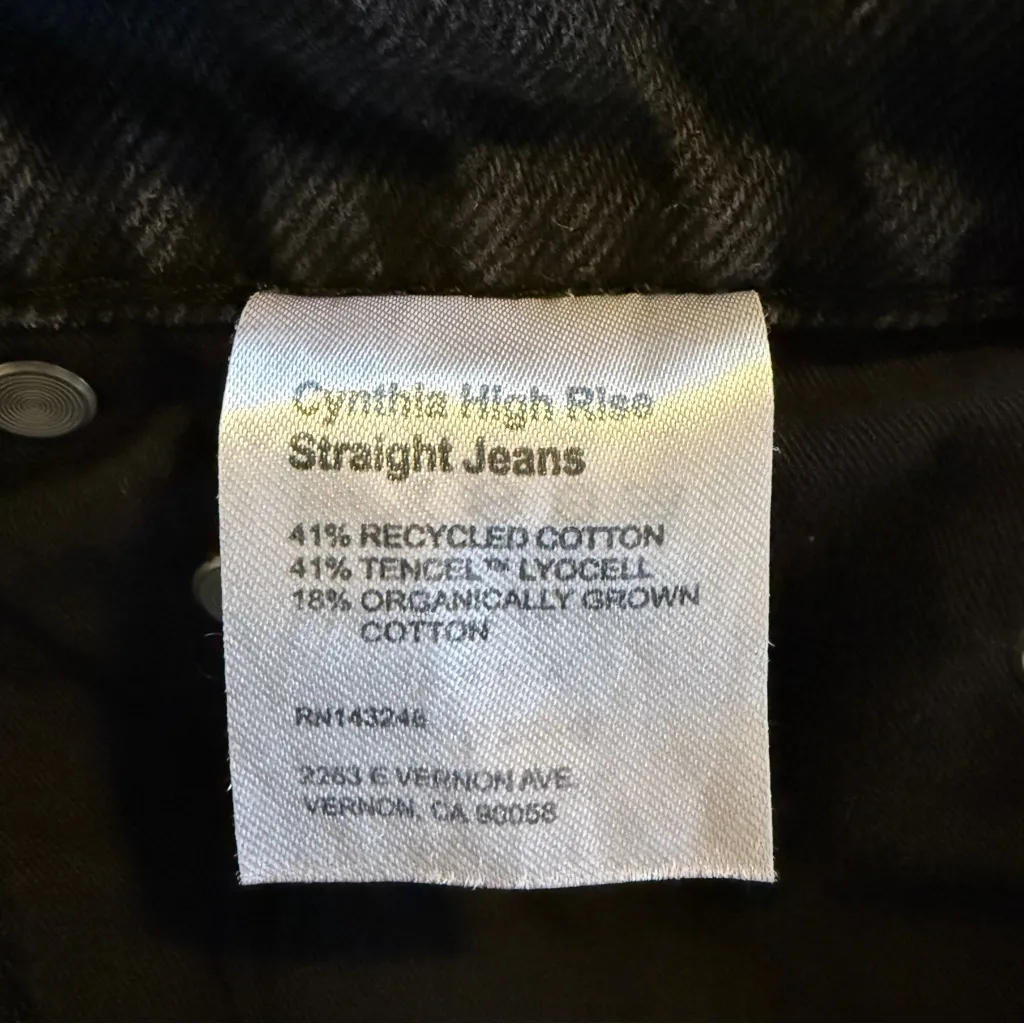 Cynthia High Rise
Straight Jeans
41% RECYCLED COTTON
41% TENCEL™ LYOCELL
18% ORGANICALLY GROWN
COTTON
RN143246
2263 E VERNON AVE.
VERNON, CA 90058